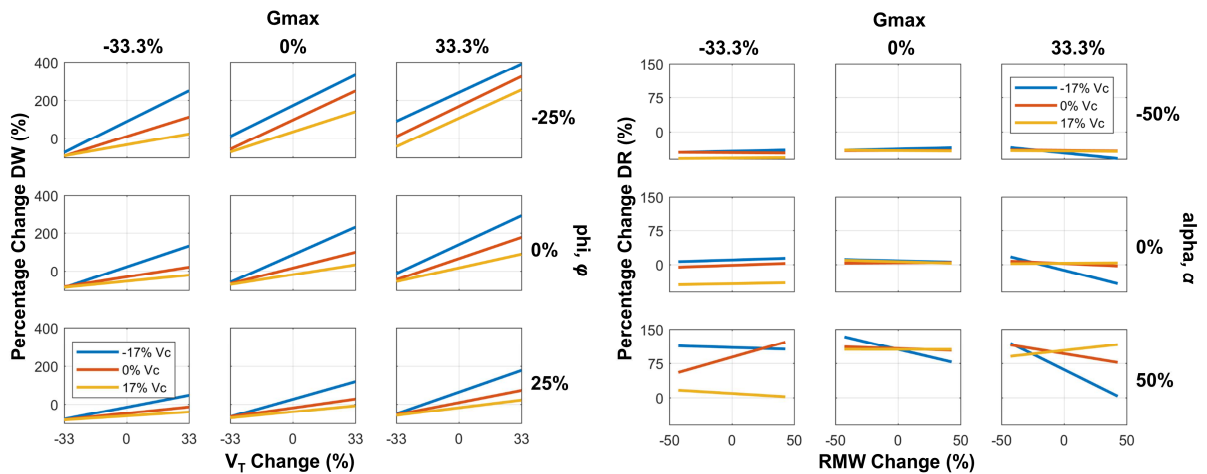 Gmax
-33.3% 0% 33.3%
Percentage Change DW (%)
400
200
0
-25%
400
200
0
0%
phi, φ
400
200
0
-17% Vc
0% Vc
17% Vc
25%
-33 0 33 -33 0 33 -33 0 33
V_T Change (%)
Gmax
-33.3% 0% 33.3%
Percentage Change DR (%)
150
75
0
-17% Vc
0% Vc
17% Vc
-50%
150
75
0
0%
alpha, α
150
75
0
50%
-50 0 50 -50 0 50 -50 0 50
RMW Change (%)